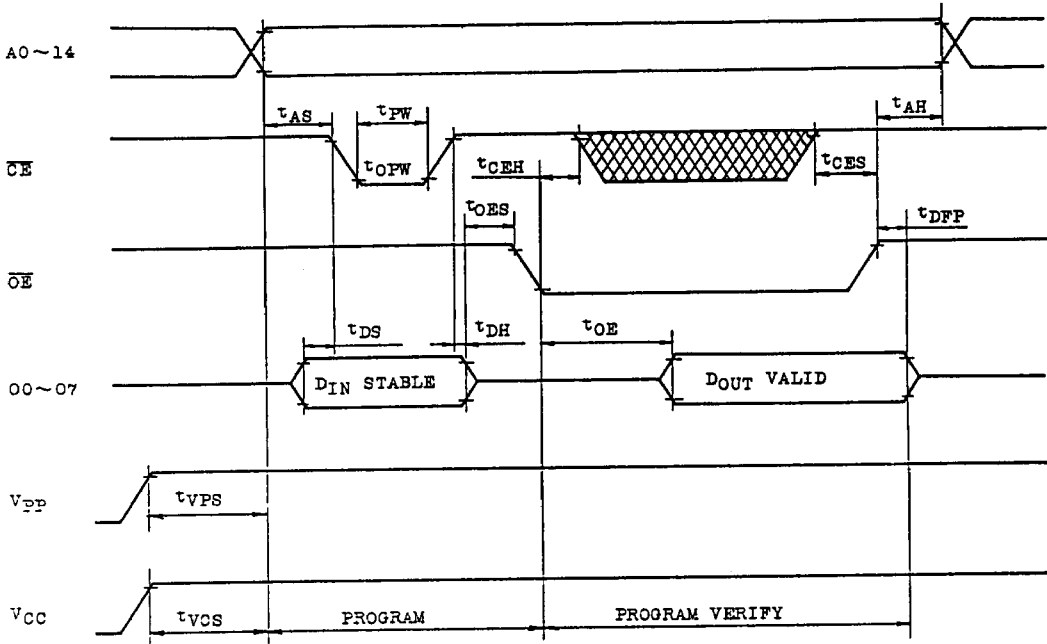 A0~14
tAS
tPW
tAH
CE
tOPW
tCEH
tCES
tOES
tDFP
OE
tDS
tDH
tOE
O0~O7
DIN STABLE
DOUT VALID
VPP
tVPS
VCC
tVCS
PROGRAM
PROGRAM VERIFY